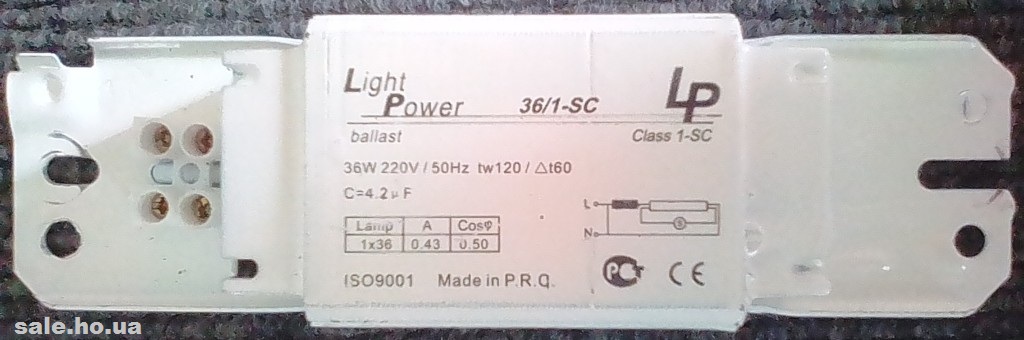 Light
Power 36/1-SC LP
ballast Class 1-SC
36W 220V / 50Hz tw120 / △t60
C=4.2μF
L
N
Lamp A Cosφ
1x36 0.43 0.50
ISO9001 Made in P.R.Q. PCT CE
sale.ho.ua